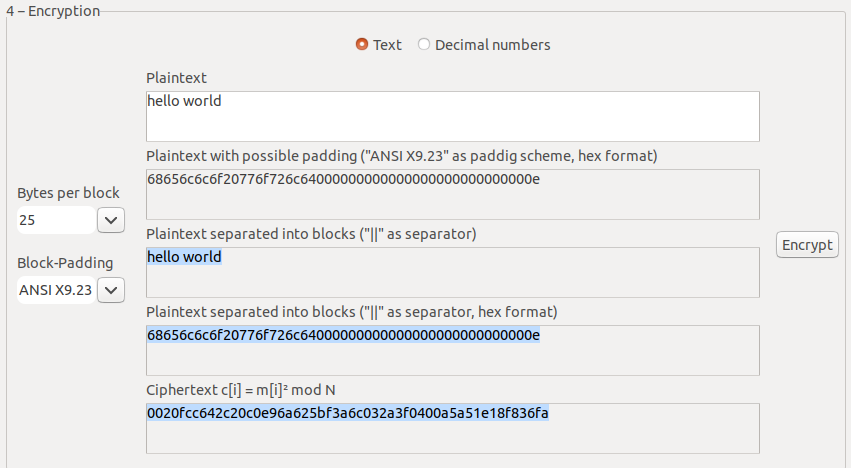 4 – Encryption
Text
Decimal numbers
Plaintext
hello world
Plaintext with possible padding ("ANSI X9.23" as paddig scheme, hex format)
68656c6c6f20776f726c64000000000000000000000000000e
Bytes per block
25
Plaintext separated into blocks ("||" as separator)
hello world
Encrypt
Block-Padding
ANSI X9.23
Plaintext separated into blocks ("||" as separator, hex format)
68656c6c6f20776f726c64000000000000000000000000000e
Ciphertext c[i] = m[i]² mod N
0020fcc642c20c0e96a625bf3a6c032a3f0400a5a51e18f836fa